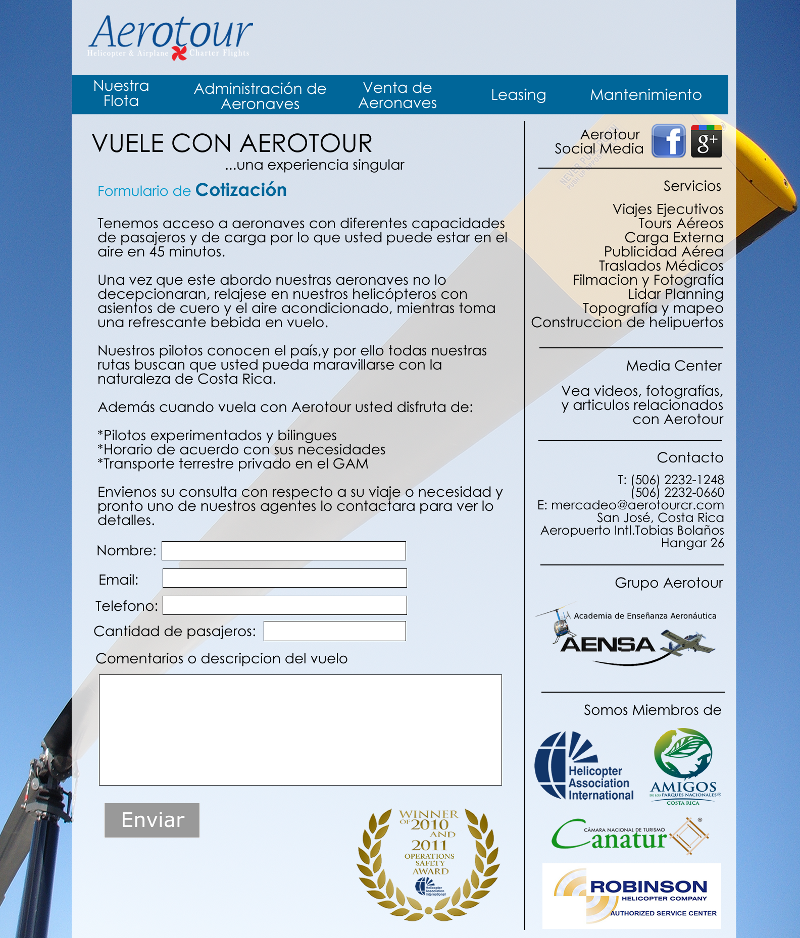 Aerotour
Helicopter & Airplane Charter Flights
Nuestra
Flota
Administración de
Aeronaves
Venta de
Aeronaves
Leasing
Mantenimiento
VUELE CON AEROTOUR
...una experiencia singular
Formulario de Cotización
Tenemos acceso a aeronaves con diferentes capacidades
de pasajeros y de carga por lo que usted puede estar en el
aire en 45 minutos.
Una vez que este abordo nuestras aeronaves no lo
decepcionaran, relajese en nuestros helicópteros con
asientos de cuero y el aire acondicionado, mientras toma
una refrescante bebida en vuelo.
Nuestros pilotos conocen el país,y por ello todas nuestras
rutas buscan que usted pueda maravillarse con la
naturaleza de Costa Rica.
Además cuando vuela con Aerotour usted disfruta de:
*Pilotos experimentados y bilingues
*Horario de acuerdo con sus necesidades
*Transporte terrestre privado en el GAM
Envienos su consulta con respecto a su viaje o necesidad y
pronto uno de nuestros agentes lo contactara para ver lo
detalles.
Nombre:
Email:
Telefono:
Cantidad de pasajeros:
Comentarios o descripcion del vuelo
Enviar
WINNER
OF 2010
AND
2011
OPERATIONS
SAFETY
AWARD
Helicopter
Association
International
Aerotour
Social Media
f
g+
Servicios
Viajes Ejecutivos
Tours Aéreos
Carga Externa
Publicidad Aérea
Traslados Médicos
Filmacion y Fotografía
Lidar Planning
Topografía y mapeo
Construccion de helipuertos
Media Center
Vea videos, fotografías,
y articulos relacionados
con Aerotour
Contacto
T: (506) 2232-1248
(506) 2232-0660
E: mercadeo@aerotourcr.com
San José, Costa Rica
Aeropuerto Intl.Tobias Bolaños
Hangar 26
Grupo Aerotour
Academia de Enseñanza Aeronáutica
AENSA
Somos Miembros de
Helicopter
Association
International
AMIGOS
DE LOS PARQUES NACIONALES
COSTA RICA
CÁMARA NACIONAL DE TURISMO
Canatur
ROBINSON
HELICOPTER COMPANY
AUTHORIZED SERVICE CENTER